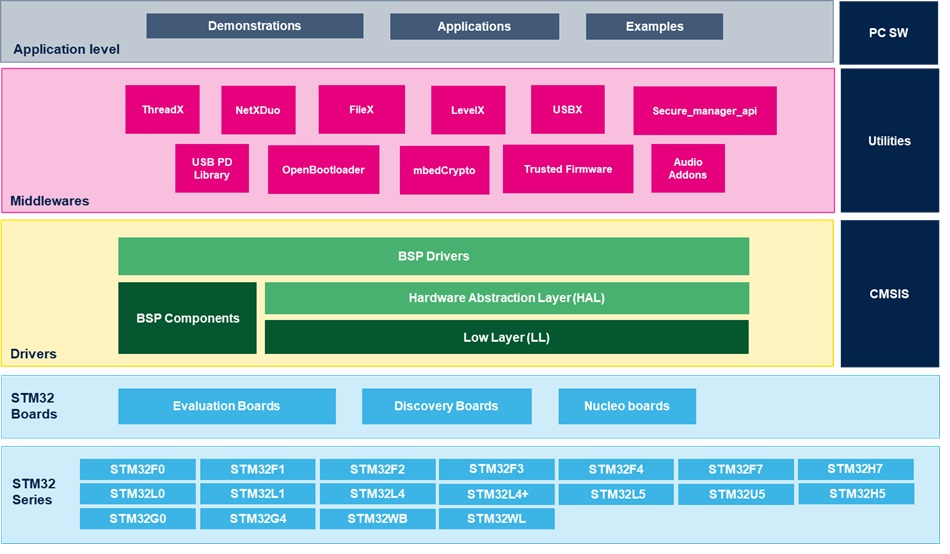 Demonstrations
Applications
Examples
Application level
PC SW
ThreadX
NetXDuo
FileX
LevelX
USBX
Secure_manager_api
USB PD
Library
OpenBootloader
mbedCrypto
Trusted Firmware
Audio
Addons
Middlewares
Utilities
BSP Drivers
BSP Components
Hardware Abstraction Layer (HAL)
Low Layer (LL)
Drivers
CMSIS
STM32
Boards
Evaluation Boards
Discovery Boards
Nucleo boards
STM32
Series
STM32F0
STM32F1
STM32F2
STM32F3
STM32F4
STM32F7
STM32H7
STM32L0
STM32L1
STM32L4
STM32L4+
STM32L5
STM32U5
STM32H5
STM32G0
STM32G4
STM32WB
STM32WL